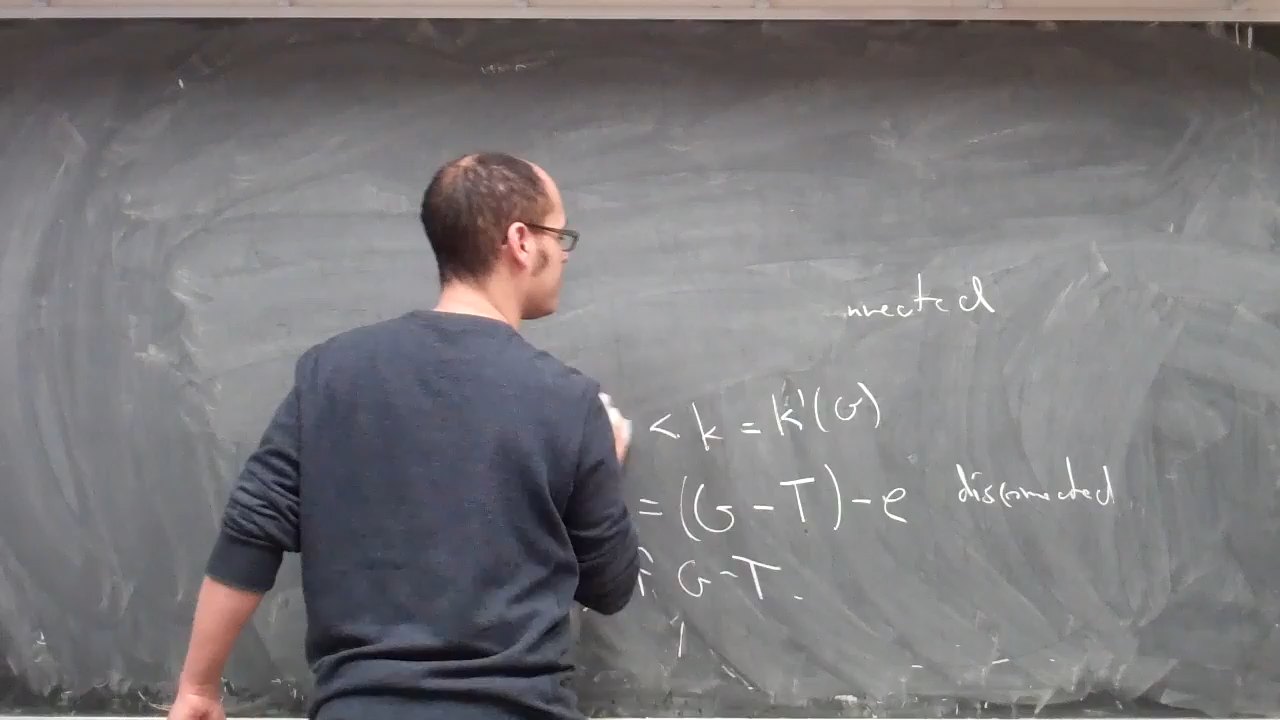 nnected
< k = k'(G)
= (G - T) - e disconnected
G - T.